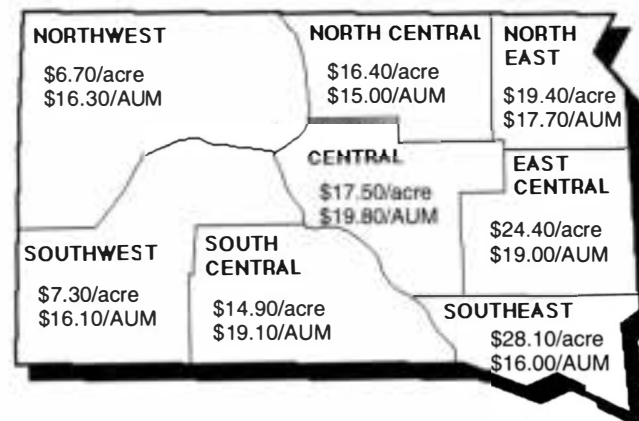 NORTHWEST
$6.70/acre
$16.30/AUM
NORTH CENTRAL
$16.40/acre
$15.00/AUM
NORTH
EAST
$19.40/acre
$17.70/AUM
CENTRAL
$17.50/acre
$19.80/AUM
EAST
CENTRAL
$24.40/acre
$19.00/AUM
SOUTHWEST
$7.30/acre
$16.10/AUM
SOUTH
CENTRAL
$14.90/acre
$19.10/AUM
SOUTHEAST
$28.10/acre
$16.00/AUM